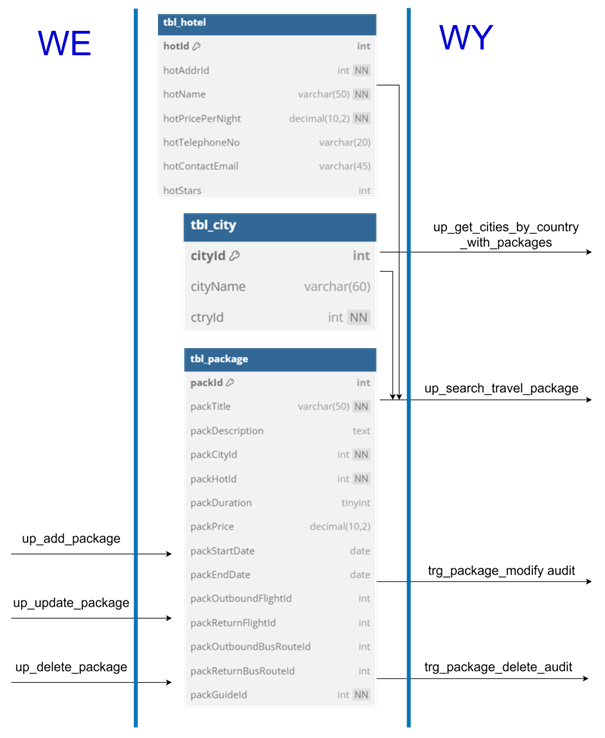 WE
WY
tbl_hotel
hotId int
hotAddrId int NN
hotName varchar(50) NN
hotPricePerNight decimal(10,2) NN
hotTelephoneNo varchar(20)
hotContactEmail varchar(45)
hotStars int
tbl_city
cityId int
cityName varchar(60)
ctryId int NN
up_get_cities_by_country
_with_packages
tbl_package
packId int
packTitle varchar(50) NN
packDescription text
packCityId int NN
packHotId int NN
packDuration tinyint
packPrice decimal(10,2)
packStartDate date
packEndDate date
packOutboundFlightId int
packReturnFlightId int
packOutboundBusRouteId int
packReturnBusRouteId int
packGuideId int NN
up_search_travel_package
up_add_package
up_update_package
up_delete_package
trg_package_modify audit
trg_package_delete_audit